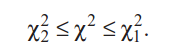 χ₂² ≤ χ² ≤ χ₁².